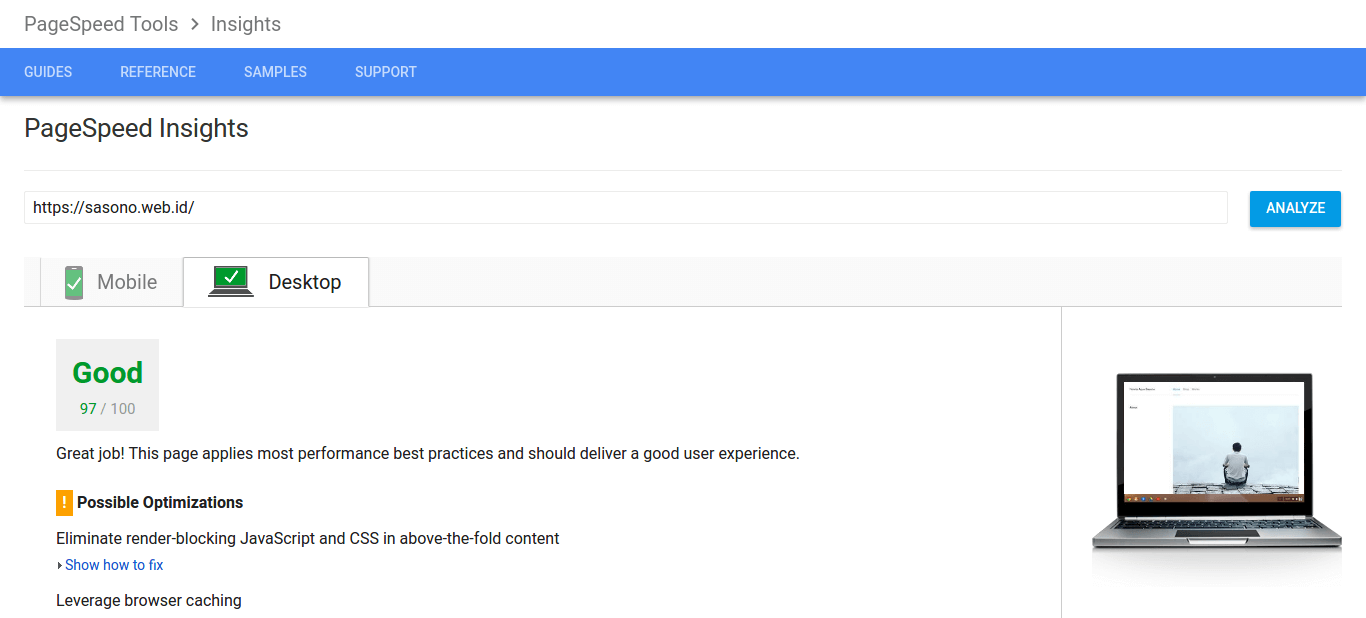 PageSpeed Tools > Insights
GUIDES REFERENCE SAMPLES SUPPORT
PageSpeed Insights
https://sasono.web.id/
ANALYZE
Mobile Desktop
Good
97 / 100
Great job! This page applies most performance best practices and should deliver a good user experience.
! Possible Optimizations
Eliminate render-blocking JavaScript and CSS in above-the-fold content
Show how to fix
Leverage browser caching